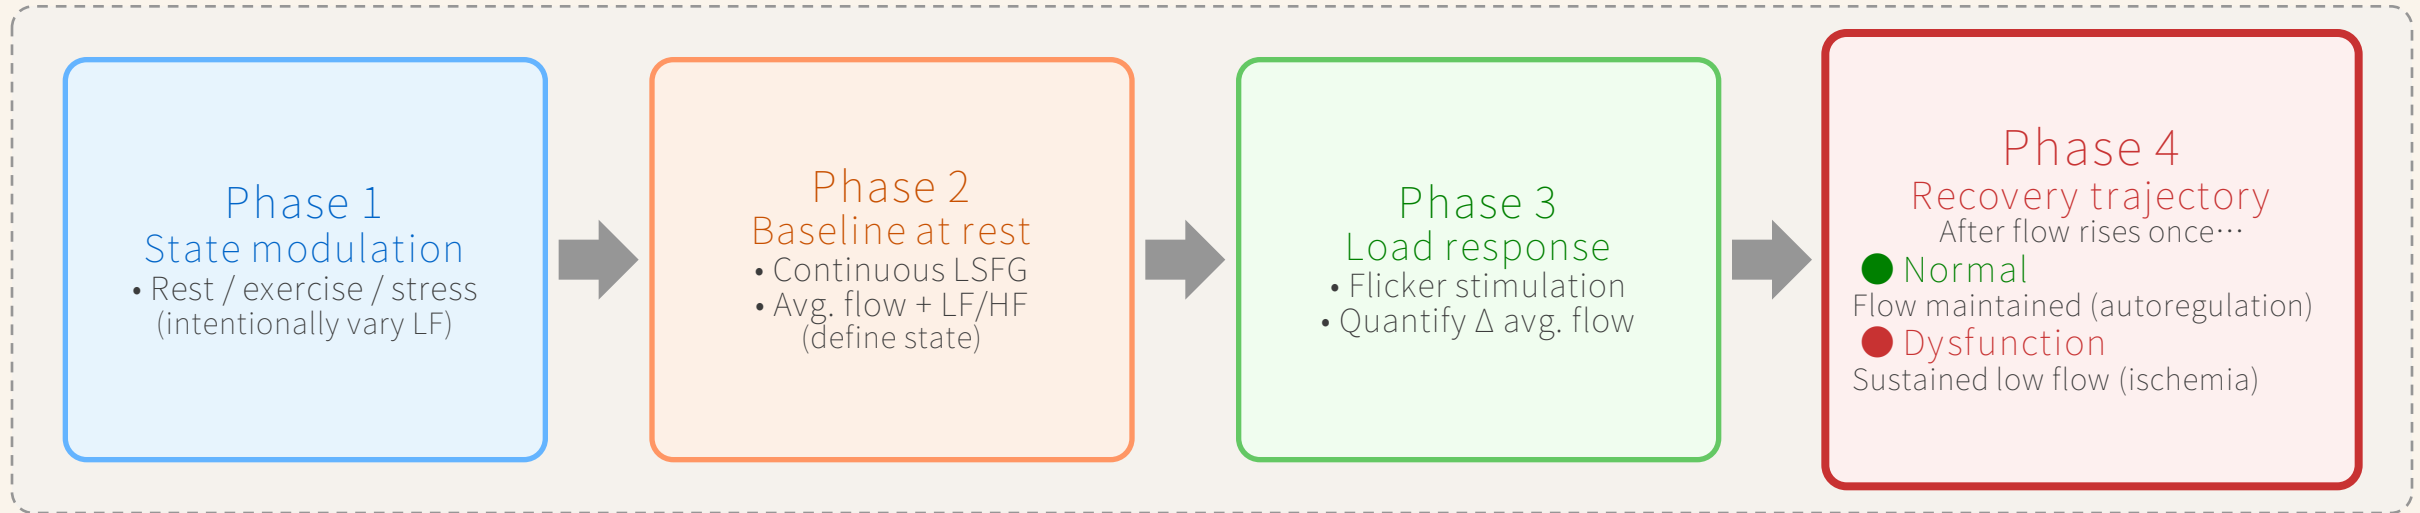 Phase 1
State modulation
• Rest / exercise / stress
(intentionally vary LF)
Phase 2
Baseline at rest
• Continuous LSFG
• Avg. flow + LF/HF
(define state)
Phase 3
Load response
• Flicker stimulation
• Quantify Δ avg. flow
Phase 4
Recovery trajectory
After flow rises once…
Normal
Flow maintained (autoregulation)
Dysfunction
Sustained low flow (ischemia)